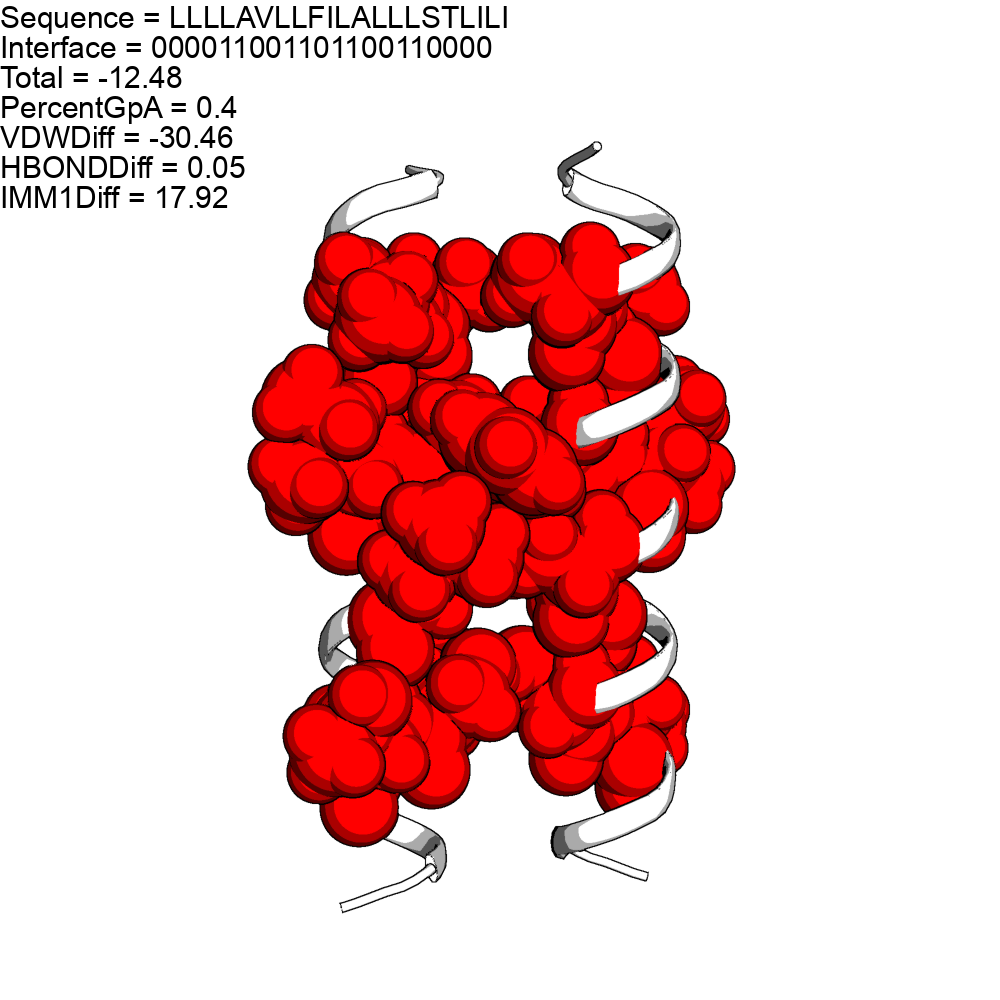 Sequence = LLLLAVLLFILALLLSTLILI
Interface = 000011001101100110000
Total = -12.48
PercentGpA = 0.4
VDWDiff = -30.46
HBONDDiff = 0.05
IMM1Diff = 17.92